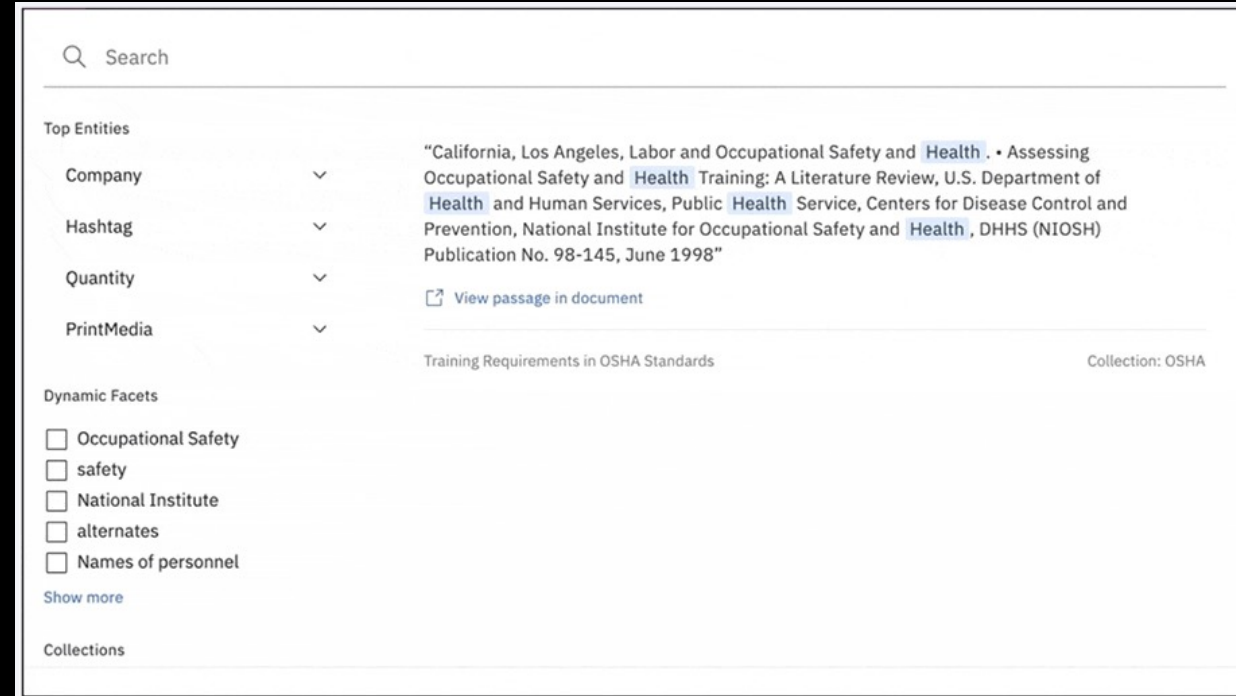 Search
Top Entities
Company
Hashtag
Quantity
PrintMedia
Dynamic Facets
Occupational Safety
safety
National Institute
alternates
Names of personnel
Show more
Collections
“California, Los Angeles, Labor and Occupational Safety and Health . • Assessing
Occupational Safety and Health Training: A Literature Review, U.S. Department of
Health and Human Services, Public Health Service, Centers for Disease Control and
Prevention, National Institute for Occupational Safety and Health , DHHS (NIOSH)
Publication No. 98-145, June 1998”
View passage in document
Training Requirements in OSHA Standards
Collection: OSHA